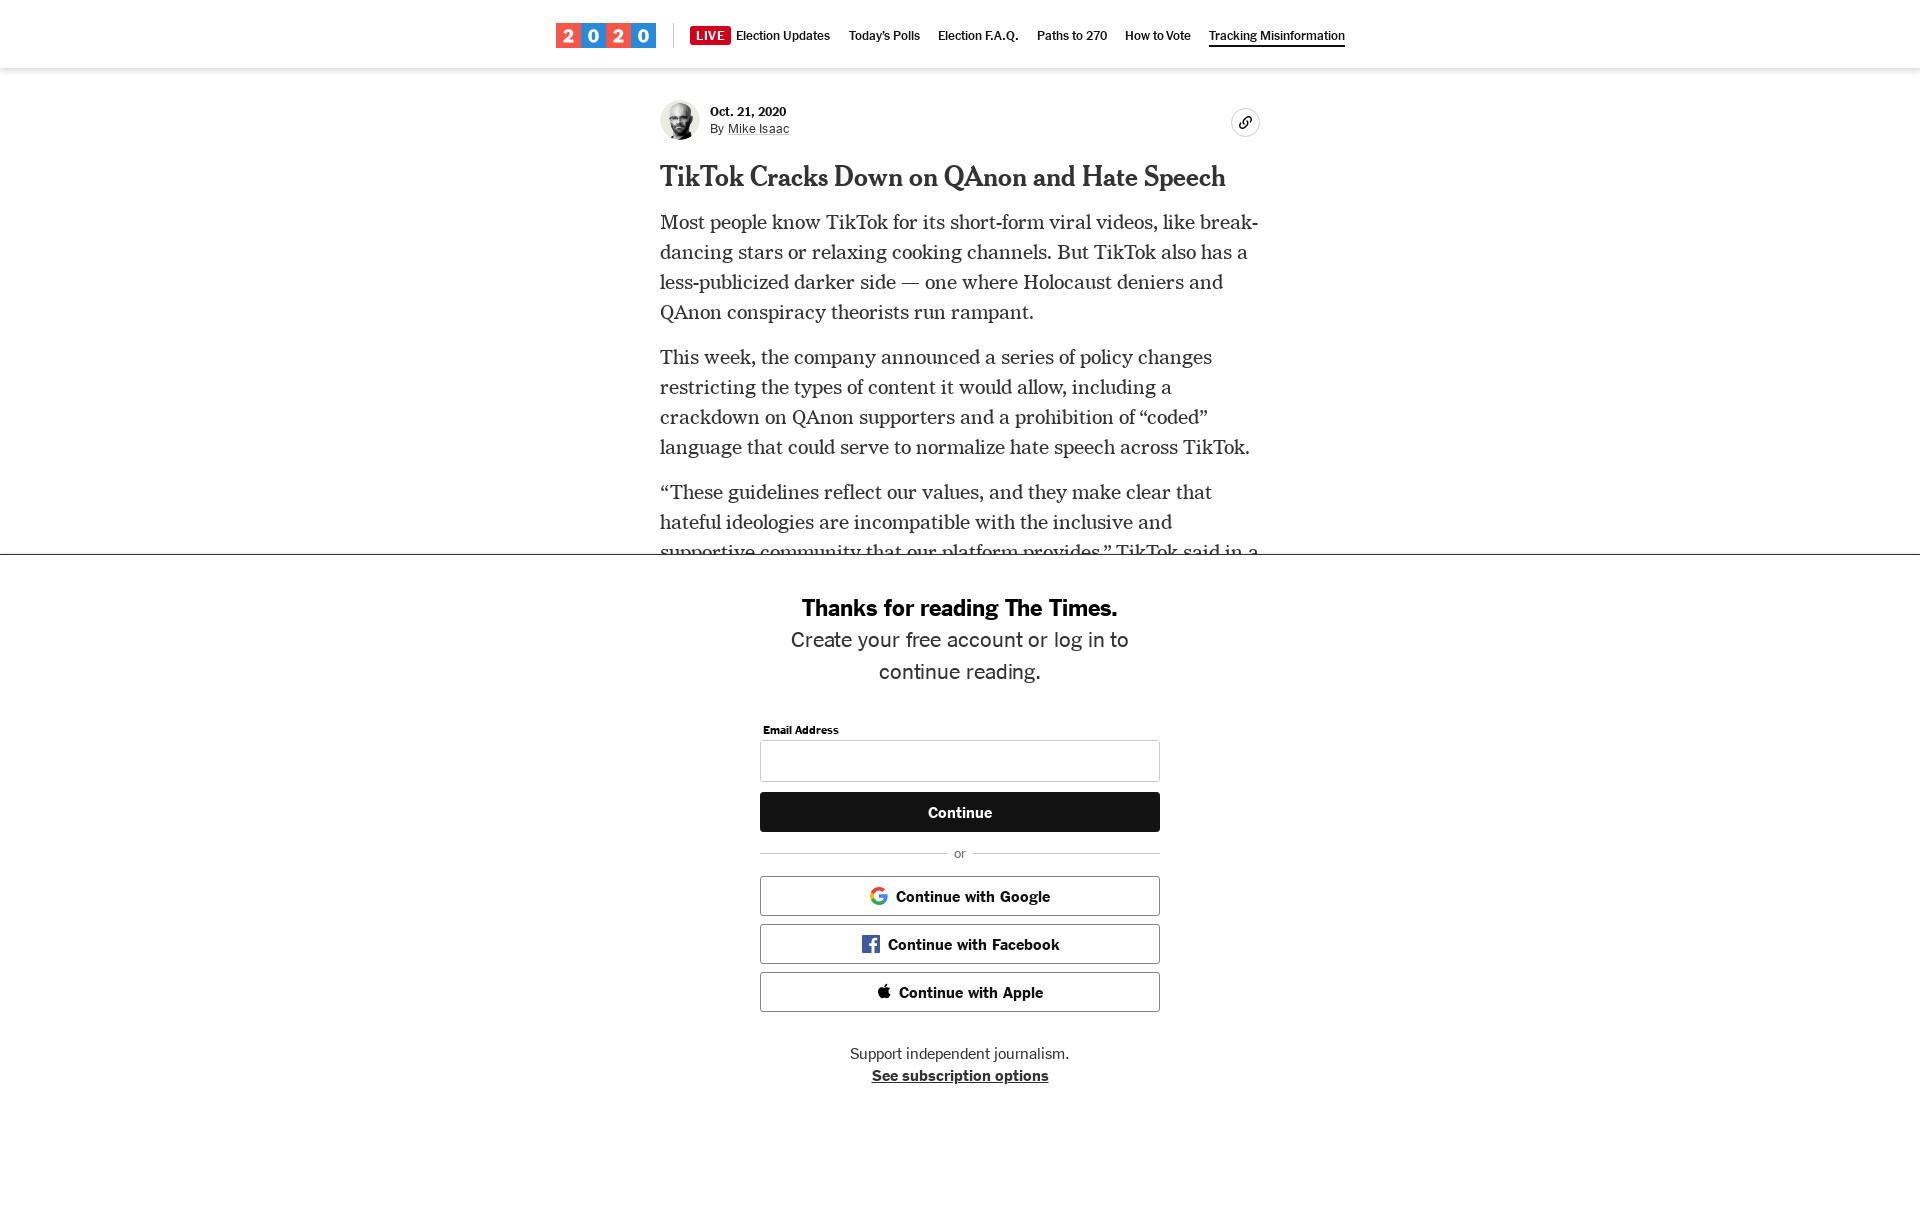 2020
LIVE Election Updates Today's Polls Election F.A.Q. Paths to 270 How to Vote Tracking Misinformation
Oct. 21, 2020
By Mike Isaac
TikTok Cracks Down on QAnon and Hate Speech
Most people know TikTok for its short-form viral videos, like break-
dancing stars or relaxing cooking channels. But TikTok also has a
less-publicized darker side — one where Holocaust deniers and
QAnon conspiracy theorists run rampant.
This week, the company announced a series of policy changes
restricting the types of content it would allow, including a
crackdown on QAnon supporters and a prohibition of “coded”
language that could serve to normalize hate speech across TikTok.
“These guidelines reflect our values, and they make clear that
hateful ideologies are incompatible with the inclusive and
supportive community that our platform provides,” TikTok said in a
Thanks for reading The Times.
Create your free account or log in to
continue reading.
Email Address
Continue
or
Continue with Google
Continue with Facebook
Continue with Apple
Support independent journalism.
See subscription options